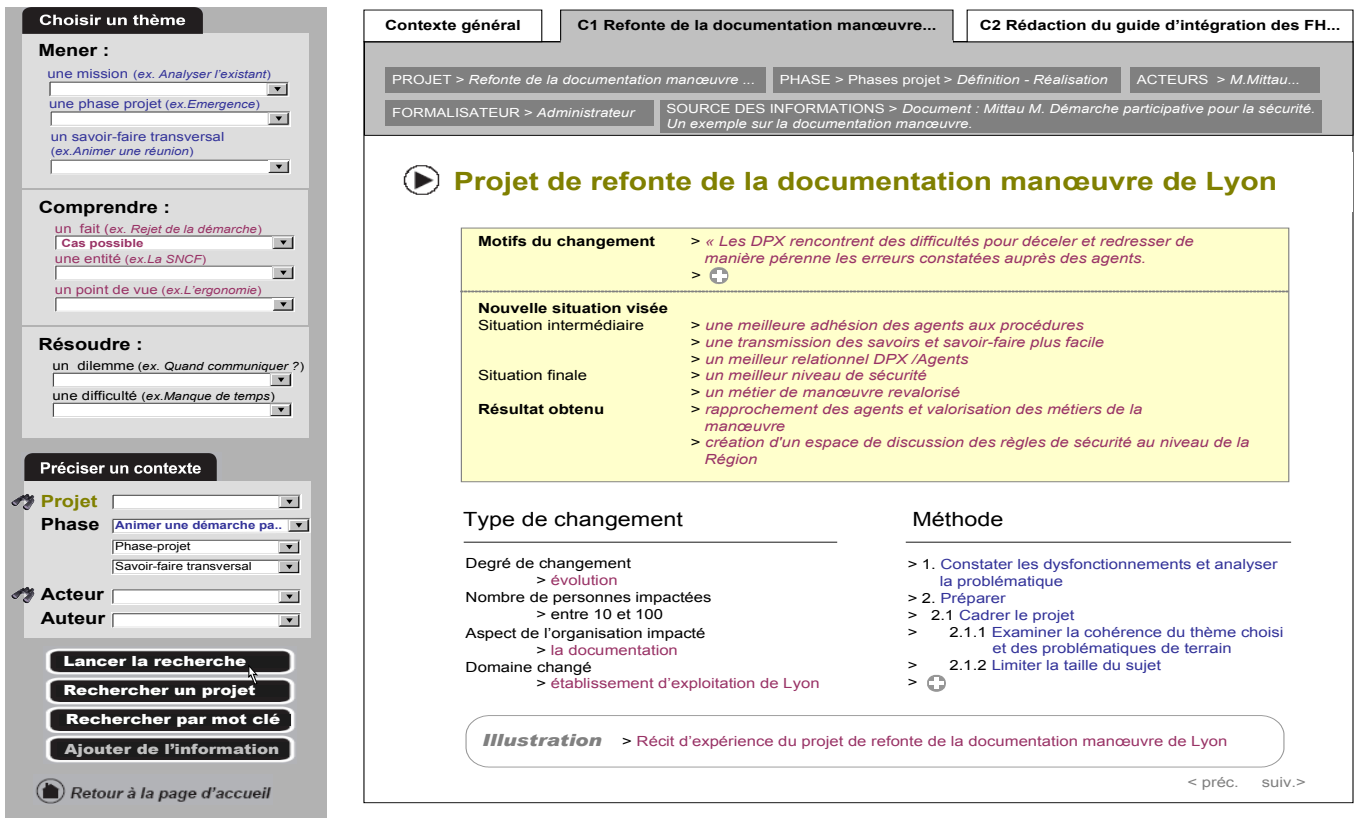 Choisir un thème
Mener :
une mission (ex. Analyser l'existant)
une phase projet (ex.Emergence)
un savoir-faire transversal
(ex.Animer une réunion)
Comprendre :
un fait (ex. Rejet de la démarche)
Cas possible
une entité (ex.La SNCF)
un point de vue (ex.L'ergonomie)
Résoudre :
un dilemme (ex. Quand communiquer ?)
une difficulté (ex.Manque de temps)
Préciser un contexte
Projet
Phase Animer une démarche pa..
Phase-projet
Savoir-faire transversal
Acteur
Auteur
Lancer la recherche
Rechercher un projet
Rechercher par mot clé
Ajouter de l'information
Retour à la page d'accueil
Contexte général
C1 Refonte de la documentation manœuvre...
C2 Rédaction du guide d'intégration des FH...
PROJET > Refonte de la documentation manœuvre ...
PHASE > Phases projet > Définition - Réalisation
ACTEURS > M.Mittau...
FORMALISATEUR > Administrateur
SOURCE DES INFORMATIONS > Document : Mittau M. Démarche participative pour la sécurité.
Un exemple sur la documentation manœuvre.
Projet de refonte de la documentation manœuvre de Lyon
Motifs du changement > « Les DPX rencontrent des difficultés pour déceler et redresser de
manière pérenne les erreurs constatées auprès des agents.
>
Nouvelle situation visée
Situation intermédiaire > une meilleure adhésion des agents aux procédures
> une transmission des savoirs et savoir-faire plus facile
> un meilleur relationnel DPX /Agents
Situation finale > un meilleur niveau de sécurité
> un métier de manœuvre revalorisé
Résultat obtenu > rapprochement des agents et valorisation des métiers de la
manœuvre
> création d'un espace de discussion des règles de sécurité au niveau de la
Région
Type de changement
Degré de changement
> évolution
Nombre de personnes impactées
> entre 10 et 100
Aspect de l'organisation impacté
> la documentation
Domaine changé
> établissement d'exploitation de Lyon
Méthode
> 1. Constater les dysfonctionnements et analyser
la problématique
> 2. Préparer
> 2.1 Cadrer le projet
> 2.1.1 Examiner la cohérence du thème choisi
et des problématiques de terrain
> 2.1.2 Limiter la taille du sujet
>
Illustration > Récit d'expérience du projet de refonte de la documentation manœuvre de Lyon
< préc. suiv.>